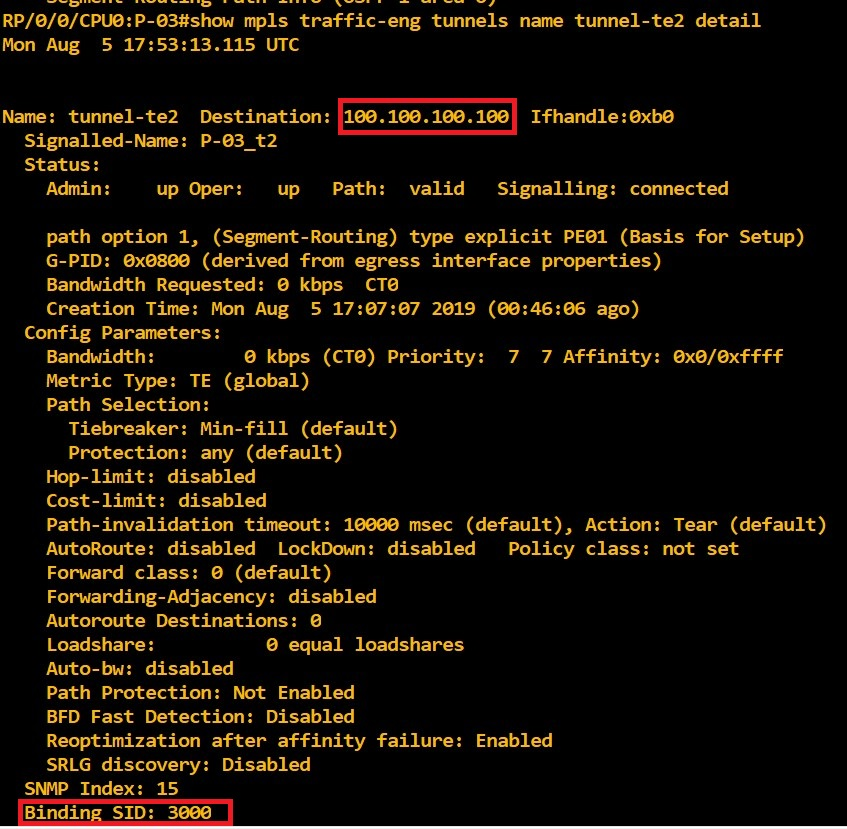 Segment-Routing Path Info (OSPF 1 area 0)
RP/0/0/CPU0:P-03#show mpls traffic-eng tunnels name tunnel-te2 detail
Mon Aug  5 17:53:13.115 UTC
Name: tunnel-te2  Destination: 100.100.100.100  Ifhandle:0xb0
Signalled-Name: P-03_t2
Status:
Admin:    up Oper:   up   Path:  valid   Signalling: connected
path option 1, (Segment-Routing) type explicit PE01 (Basis for Setup)
G-PID: 0x0800 (derived from egress interface properties)
Bandwidth Requested: 0 kbps  CT0
Creation Time: Mon Aug  5 17:07:07 2019 (00:46:06 ago)
Config Parameters:
Bandwidth:        0 kbps (CT0) Priority:  7  7 Affinity: 0x0/0xffff
Metric Type: TE (global)
Path Selection:
Tiebreaker: Min-fill (default)
Protection: any (default)
Hop-limit: disabled
Cost-limit: disabled
Path-invalidation timeout: 10000 msec (default), Action: Tear (default)
AutoRoute: disabled  LockDown: disabled   Policy class: not set
Forward class: 0 (default)
Forwarding-Adjacency: disabled
Autoroute Destinations: 0
Loadshare:          0 equal loadshares
Auto-bw: disabled
Path Protection: Not Enabled
BFD Fast Detection: Disabled
Reoptimization after affinity failure: Enabled
SRLG discovery: Disabled
SNMP Index: 15
Binding SID: 3000